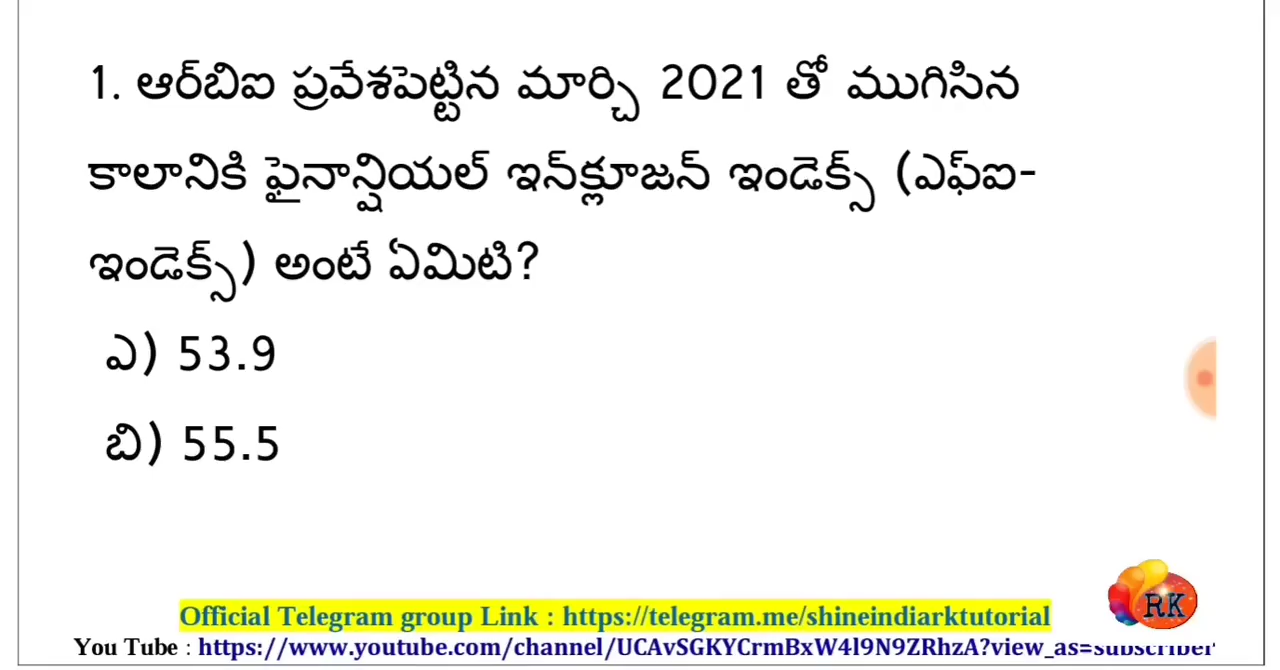 1. ఆర్‌బిఐ ప్రవేశపెట్టిన మార్చి 2021 తో ముగిసిన
కాలానికి ఫైనాన్షియల్ ఇన్‌క్లూజన్ ఇండెక్స్ (ఎఫ్‌ఐ-
ఇండెక్స్) అంటే ఏమిటి?
ఎ) 53.9
బి) 55.5
RK
Official Telegram group Link : https://telegram.me/shineindiarktutorial
You Tube : https://www.youtube.com/channel/UCAvSGKYCrmBxW4l9N9ZRhzA?view_as=subscriber